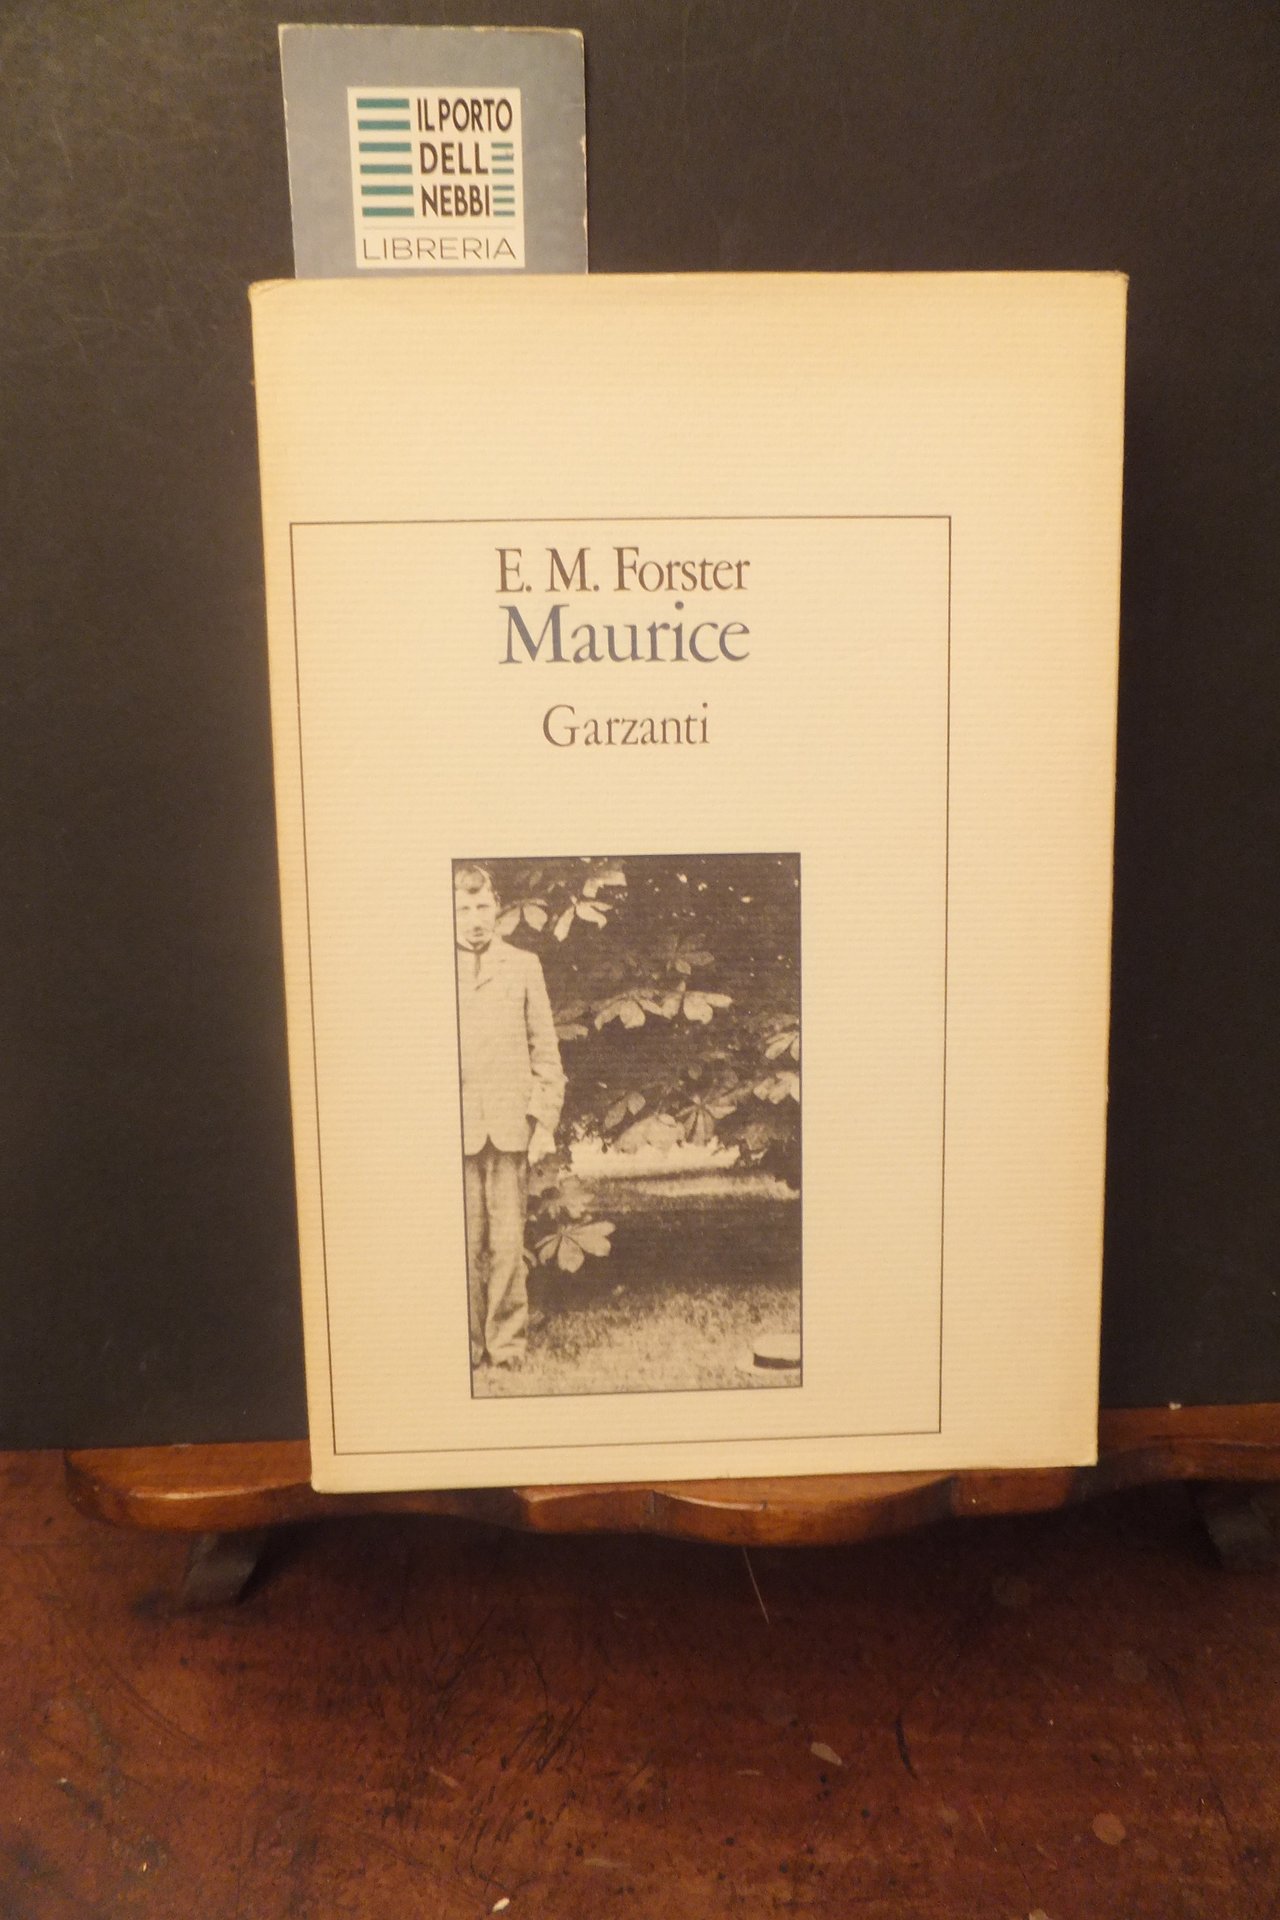 IL PORTO
DELLE
NEBBIE
LIBRERIA
E. M. Forster
Maurice
Garzanti